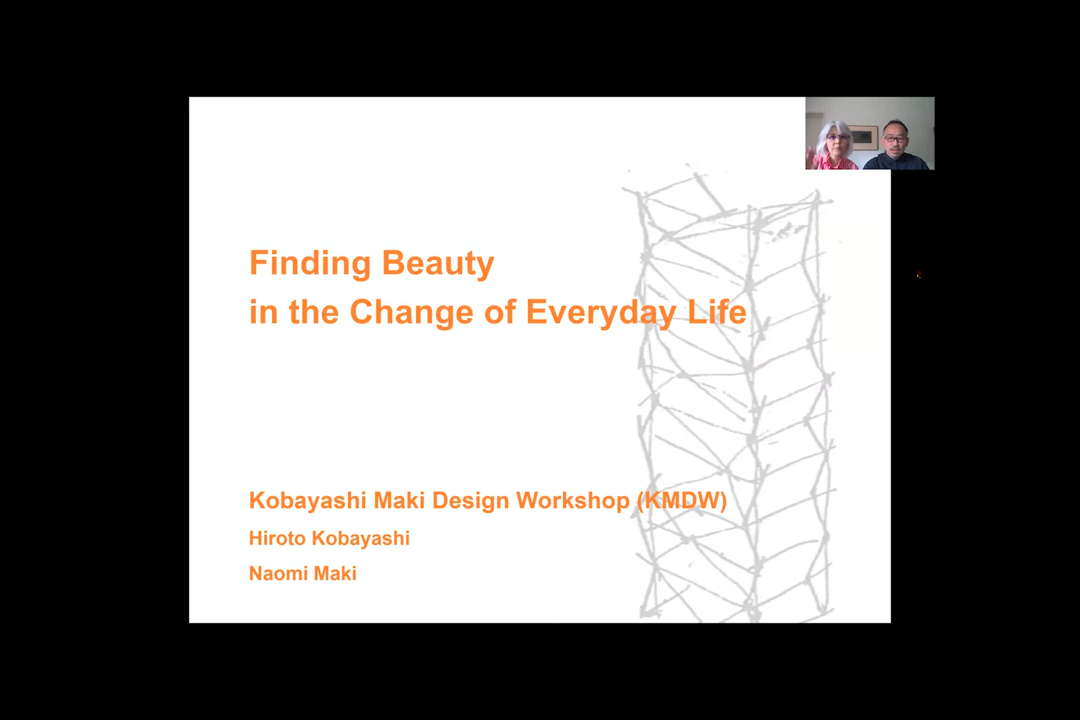 Finding Beauty
in the Change of Everyday Life
Kobayashi Maki Design Workshop (KMDW)
Hiroto Kobayashi
Naomi Maki